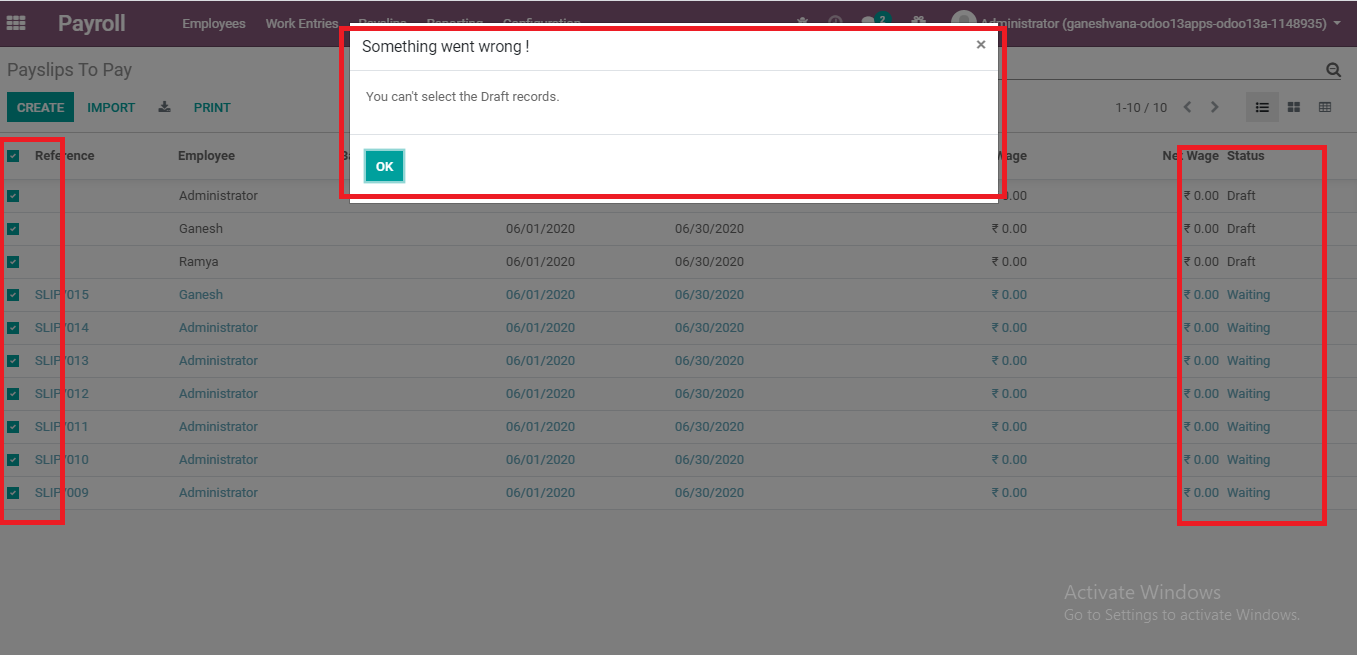 Payroll Employees Work Entries Payslips Reporting Configuration 2 Administrator (ganeshvana-odoo13apps-odoo13a-1148935)
Something went wrong ! ×
Payslips To Pay
You can't select the Draft records.
CREATE IMPORT PRINT 1-10 / 10
OK
Reference Employee Wage Net Wage Status
Administrator 0.00 ₹ 0.00 Draft
Ganesh 06/01/2020 06/30/2020 ₹ 0.00 ₹ 0.00 Draft
Ramya 06/01/2020 06/30/2020 ₹ 0.00 ₹ 0.00 Draft
SLIP/015 Ganesh 06/01/2020 06/30/2020 ₹ 0.00 ₹ 0.00 Waiting
SLIP/014 Administrator 06/01/2020 06/30/2020 ₹ 0.00 ₹ 0.00 Waiting
SLIP/013 Administrator 06/01/2020 06/30/2020 ₹ 0.00 ₹ 0.00 Waiting
SLIP/012 Administrator 06/01/2020 06/30/2020 ₹ 0.00 ₹ 0.00 Waiting
SLIP/011 Administrator 06/01/2020 06/30/2020 ₹ 0.00 ₹ 0.00 Waiting
SLIP/010 Administrator 06/01/2020 06/30/2020 ₹ 0.00 ₹ 0.00 Waiting
SLIP/009 Administrator 06/01/2020 06/30/2020 ₹ 0.00 ₹ 0.00 Waiting
Activate Windows
Go to Settings to activate Windows.